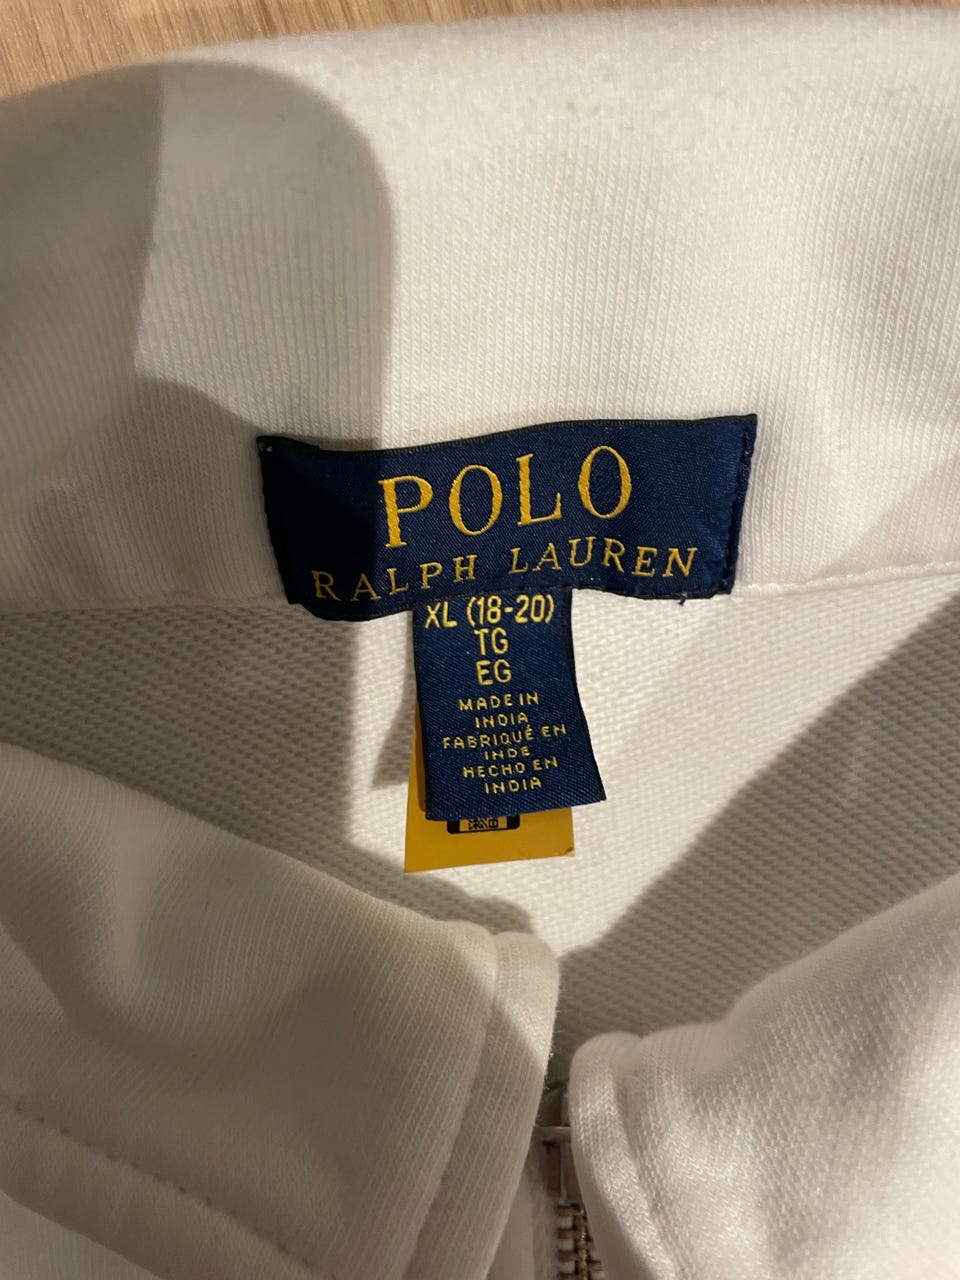 POLO
RALPH LAUREN
XL (18-20)
TG
EG
MADE IN
INDIA
FABRIQUÉ EN
INDE
HECHO EN
INDIA